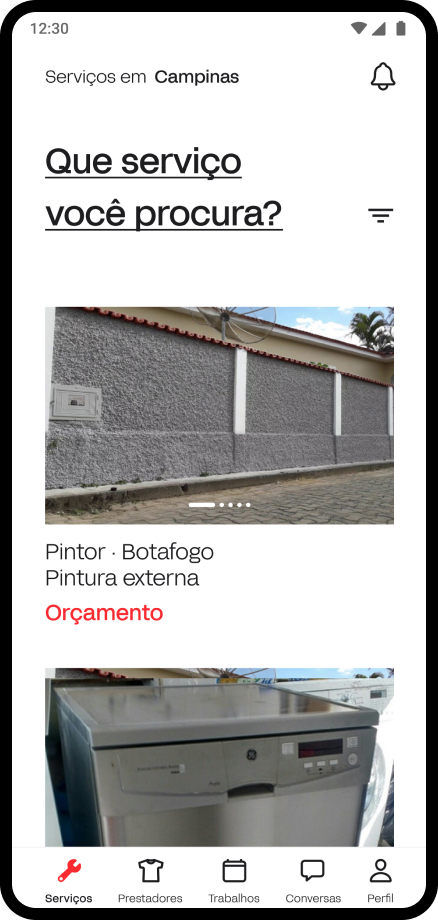 12:30
Serviços em Campinas
Que serviço
você procura?
Pintor · Botafogo
Pintura externa
Orçamento
Serviços Prestadores Trabalhos Conversas Perfil